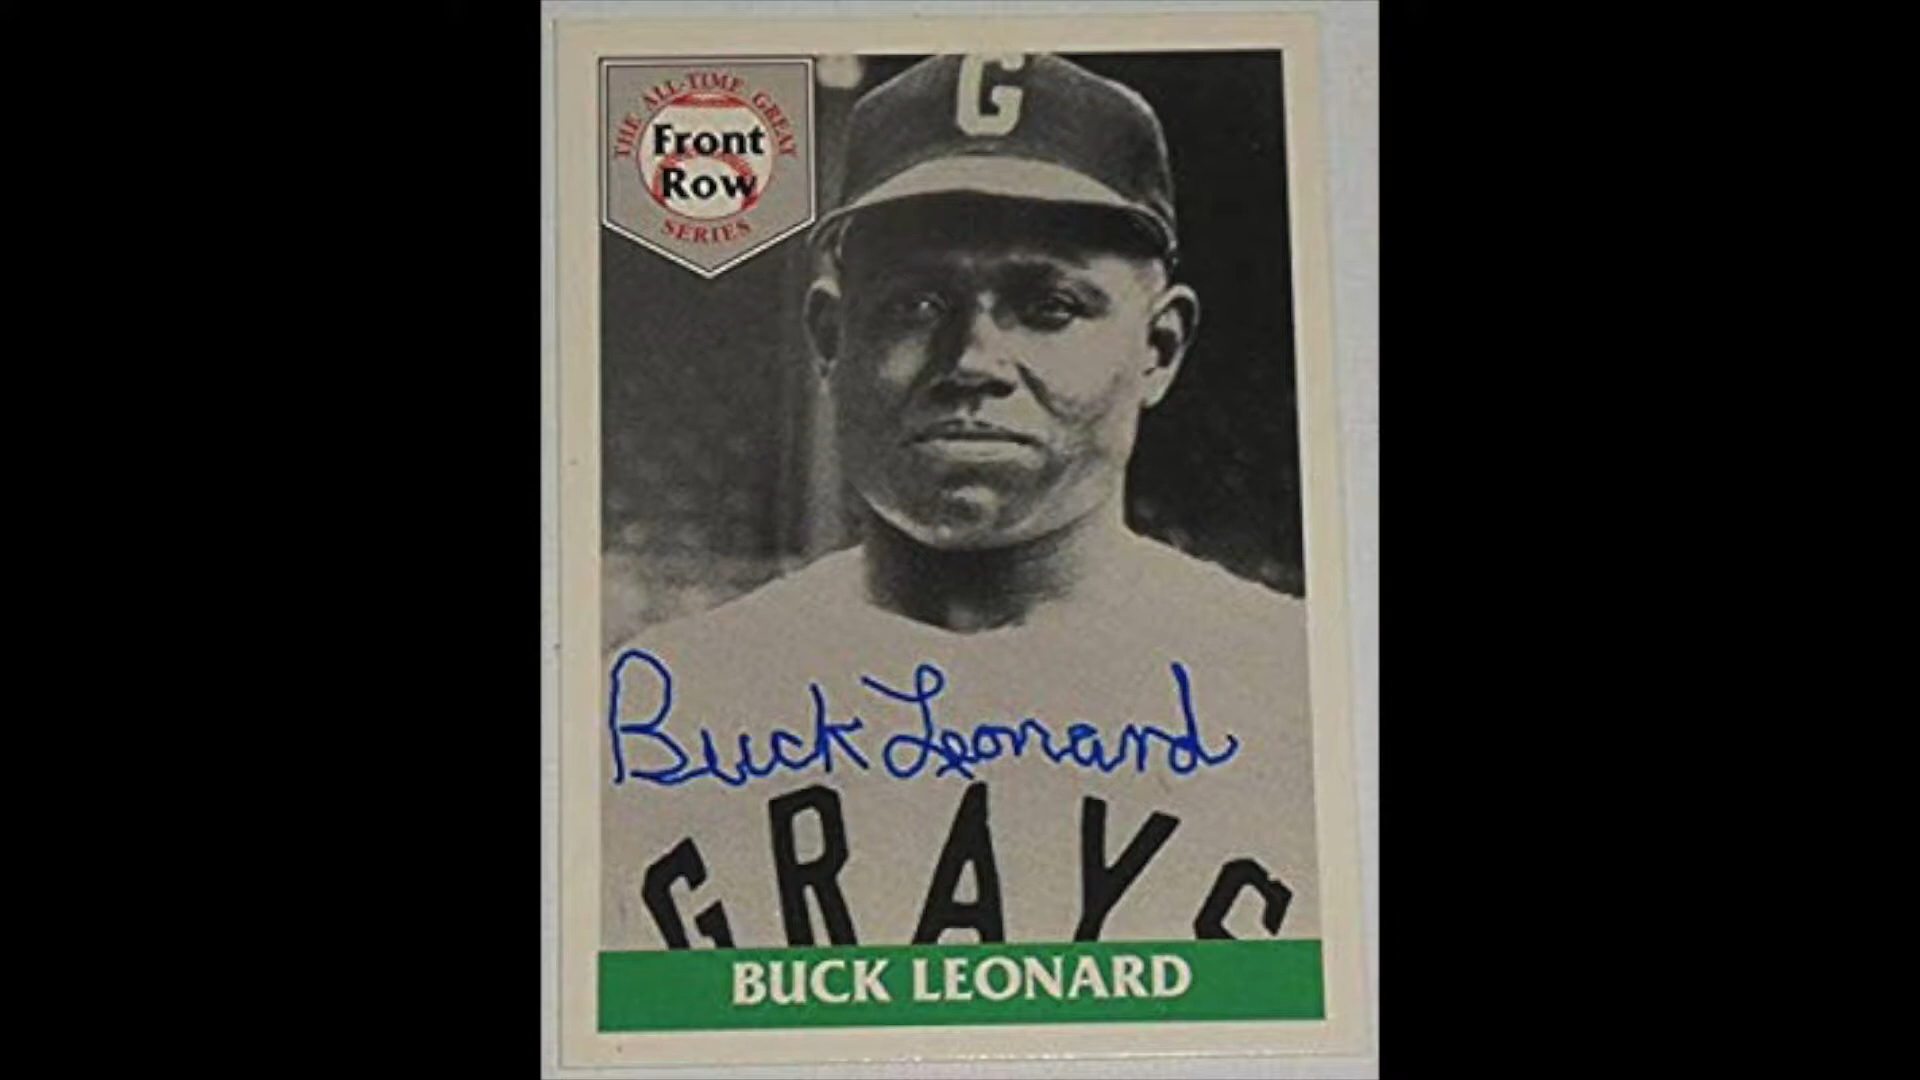 G
THE ALL-TIME GREAT
Front
Row
SERIES
Buck Leonard
GRAYS
BUCK LEONARD